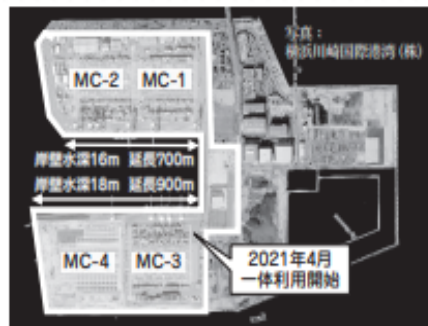 写真：
横浜川崎国際港湾(株)
MC-2
MC-1
岸壁水深16m 延長700m
岸壁水深18m 延長900m
MC-4
MC-3
2021年4月
一体利用開始